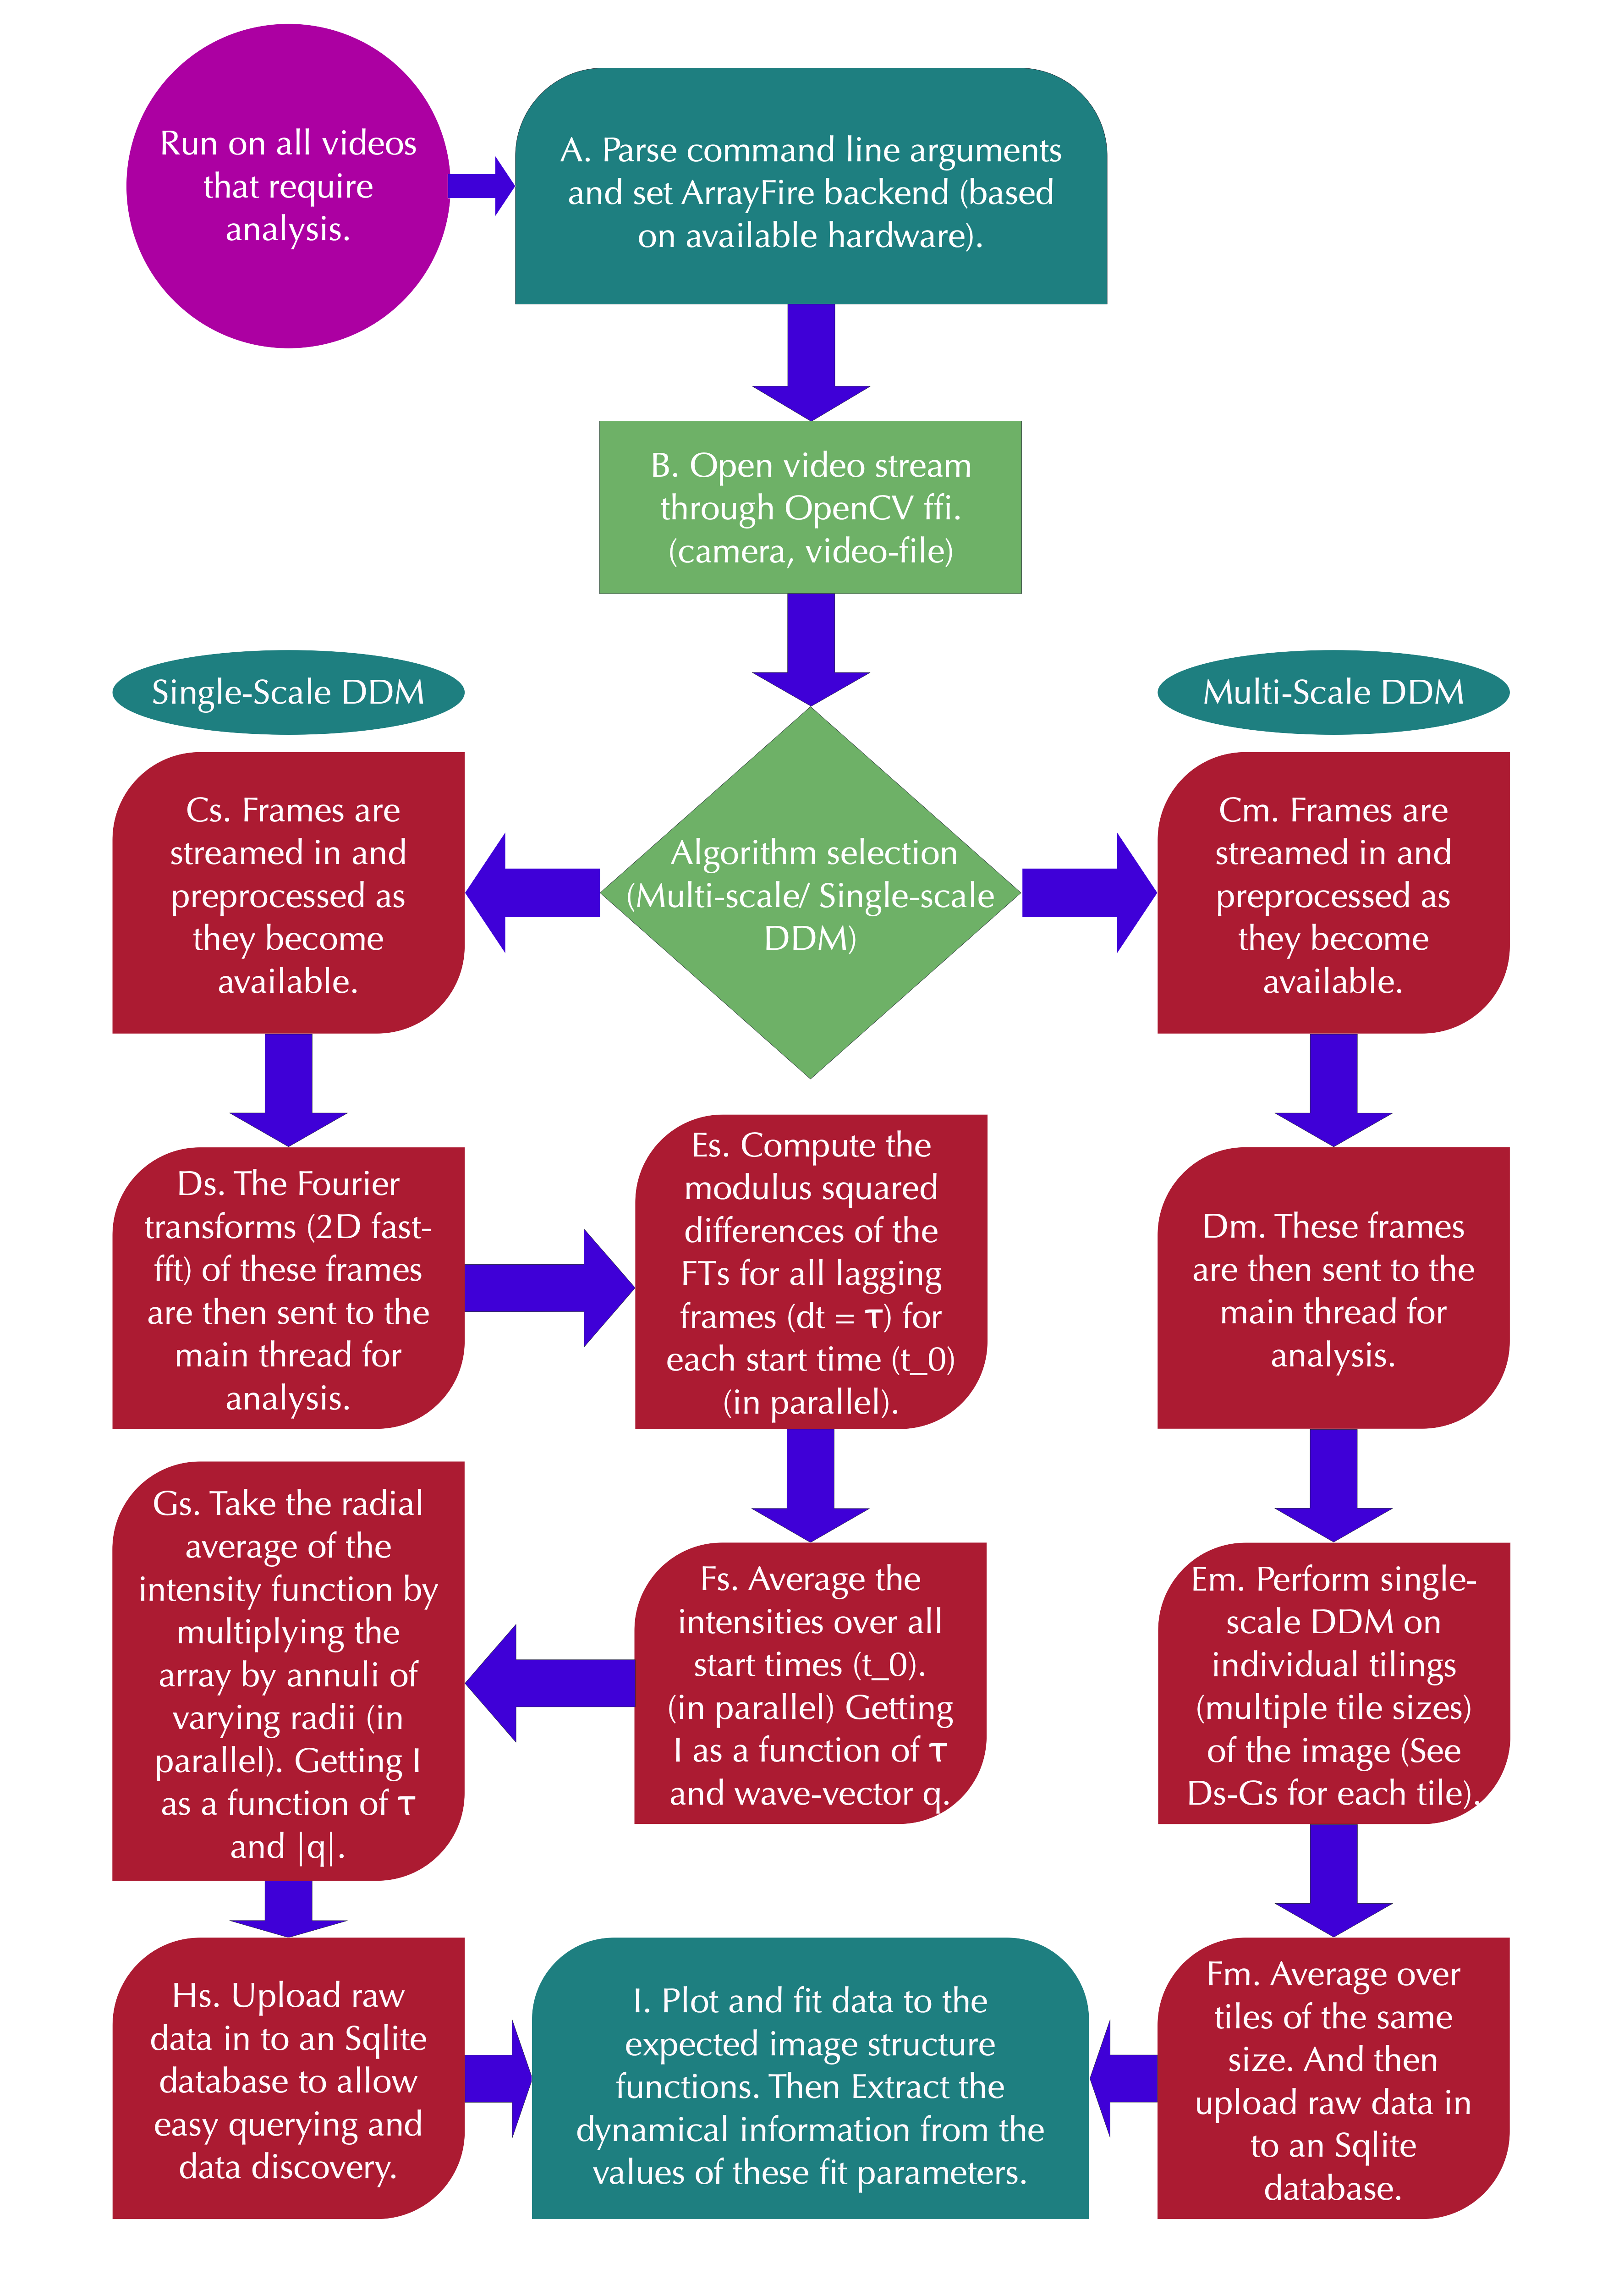 Run on all videos
that require
analysis.
A. Parse command line arguments
and set ArrayFire backend (based
on available hardware).
B. Open video stream
through OpenCV ffi.
(camera, video-file)
Algorithm selection
(Multi-scale/ Single-scale
DDM)
Single-Scale DDM
Cs. Frames are
streamed in and
preprocessed as
they become
available.
Ds. The Fourier
transforms (2D fast-
fft) of these frames
are then sent to the
main thread for
analysis.
Es. Compute the
modulus squared
differences of the
FTs for all lagging
frames (dt = τ) for
each start time (t_0)
(in parallel).
Fs. Average the
intensities over all
start times (t_0).
(in parallel) Getting
I as a function of τ
and wave-vector q.
Gs. Take the radial
average of the
intensity function by
multiplying the
array by annuli of
varying radii (in
parallel). Getting I
as a function of τ
and |q|.
Hs. Upload raw
data in to an Sqlite
database to allow
easy querying and
data discovery.
Multi-Scale DDM
Cm. Frames are
streamed in and
preprocessed as
they become
available.
Dm. These frames
are then sent to the
main thread for
analysis.
Em. Perform single-
scale DDM on
individual tilings
(multiple tile sizes)
of the image (See
Ds-Gs for each tile).
Fm. Average over
tiles of the same
size. And then
upload raw data in
to an Sqlite
database.
I. Plot and fit data to the
expected image structure
functions. Then Extract the
dynamical information from the
values of these fit parameters.